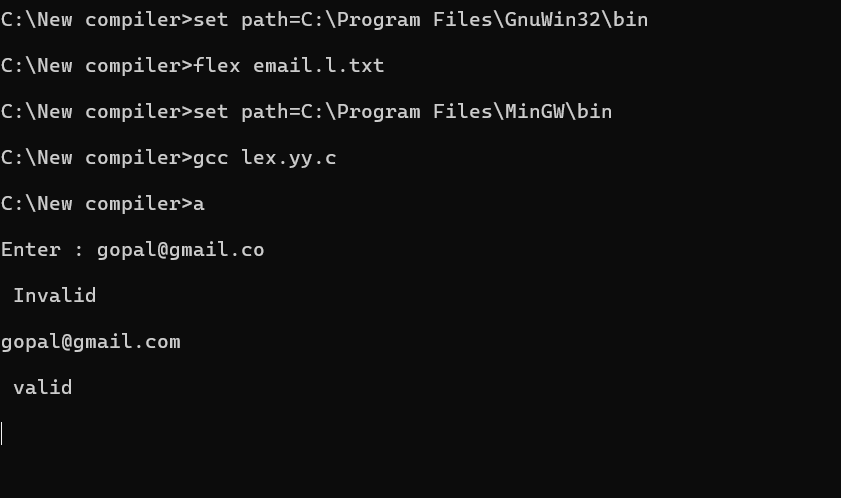 C:\New compiler>set path=C:\Program Files\GnuWin32\bin
C:\New compiler>flex email.l.txt
C:\New compiler>set path=C:\Program Files\MinGW\bin
C:\New compiler>gcc lex.yy.c
C:\New compiler>a
Enter : gopal@gmail.co
 Invalid
gopal@gmail.com
 valid